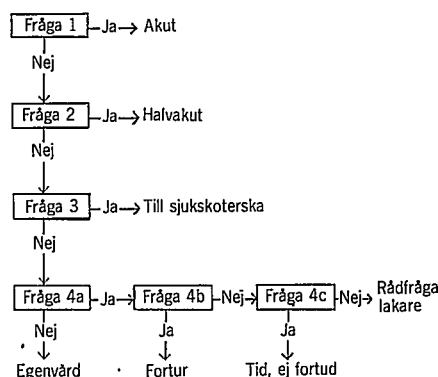 Fråga 1 Ja Akut
Nej
Fråga 2 Ja Halvakut
Nej
Fråga 3 Ja Till sjukskoterska
Nej
Fråga 4a Ja Fråga 4b Nej Fråga 4c Nej Rådfråga
lakare
Nej Ja Ja
Egenvård Fortur Tid, ej fortud